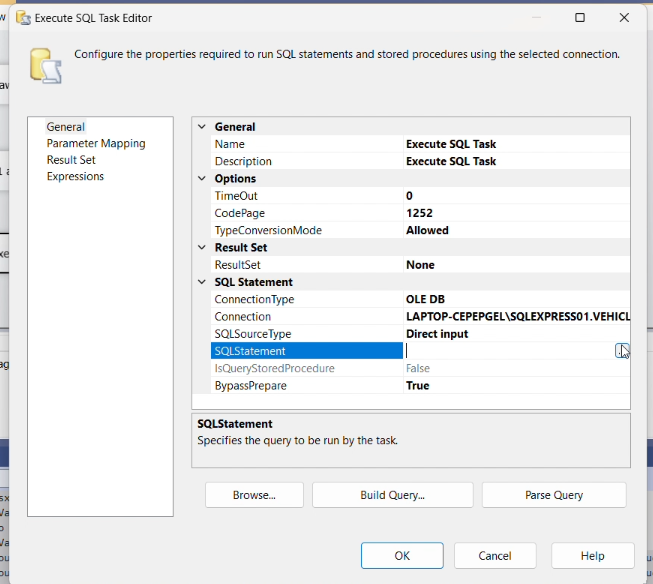 Execute SQL Task Editor
Configure the properties required to run SQL statements and stored procedures using the selected connection.
General
Parameter Mapping
Result Set
Expressions
General
Name Execute SQL Task
Description Execute SQL Task
Options
TimeOut 0
CodePage 1252
TypeConversionMode Allowed
Result Set
ResultSet None
SQL Statement
ConnectionType OLE DB
Connection LAPTOP-CEPEPGEL\SQLEXPRESS01.VEHICL
SQLSourceType Direct input
SQLStatement
IsQueryStoredProcedure False
BypassPrepare True
SQLStatement
Specifies the query to be run by the task.
Browse... Build Query... Parse Query
OK Cancel Help